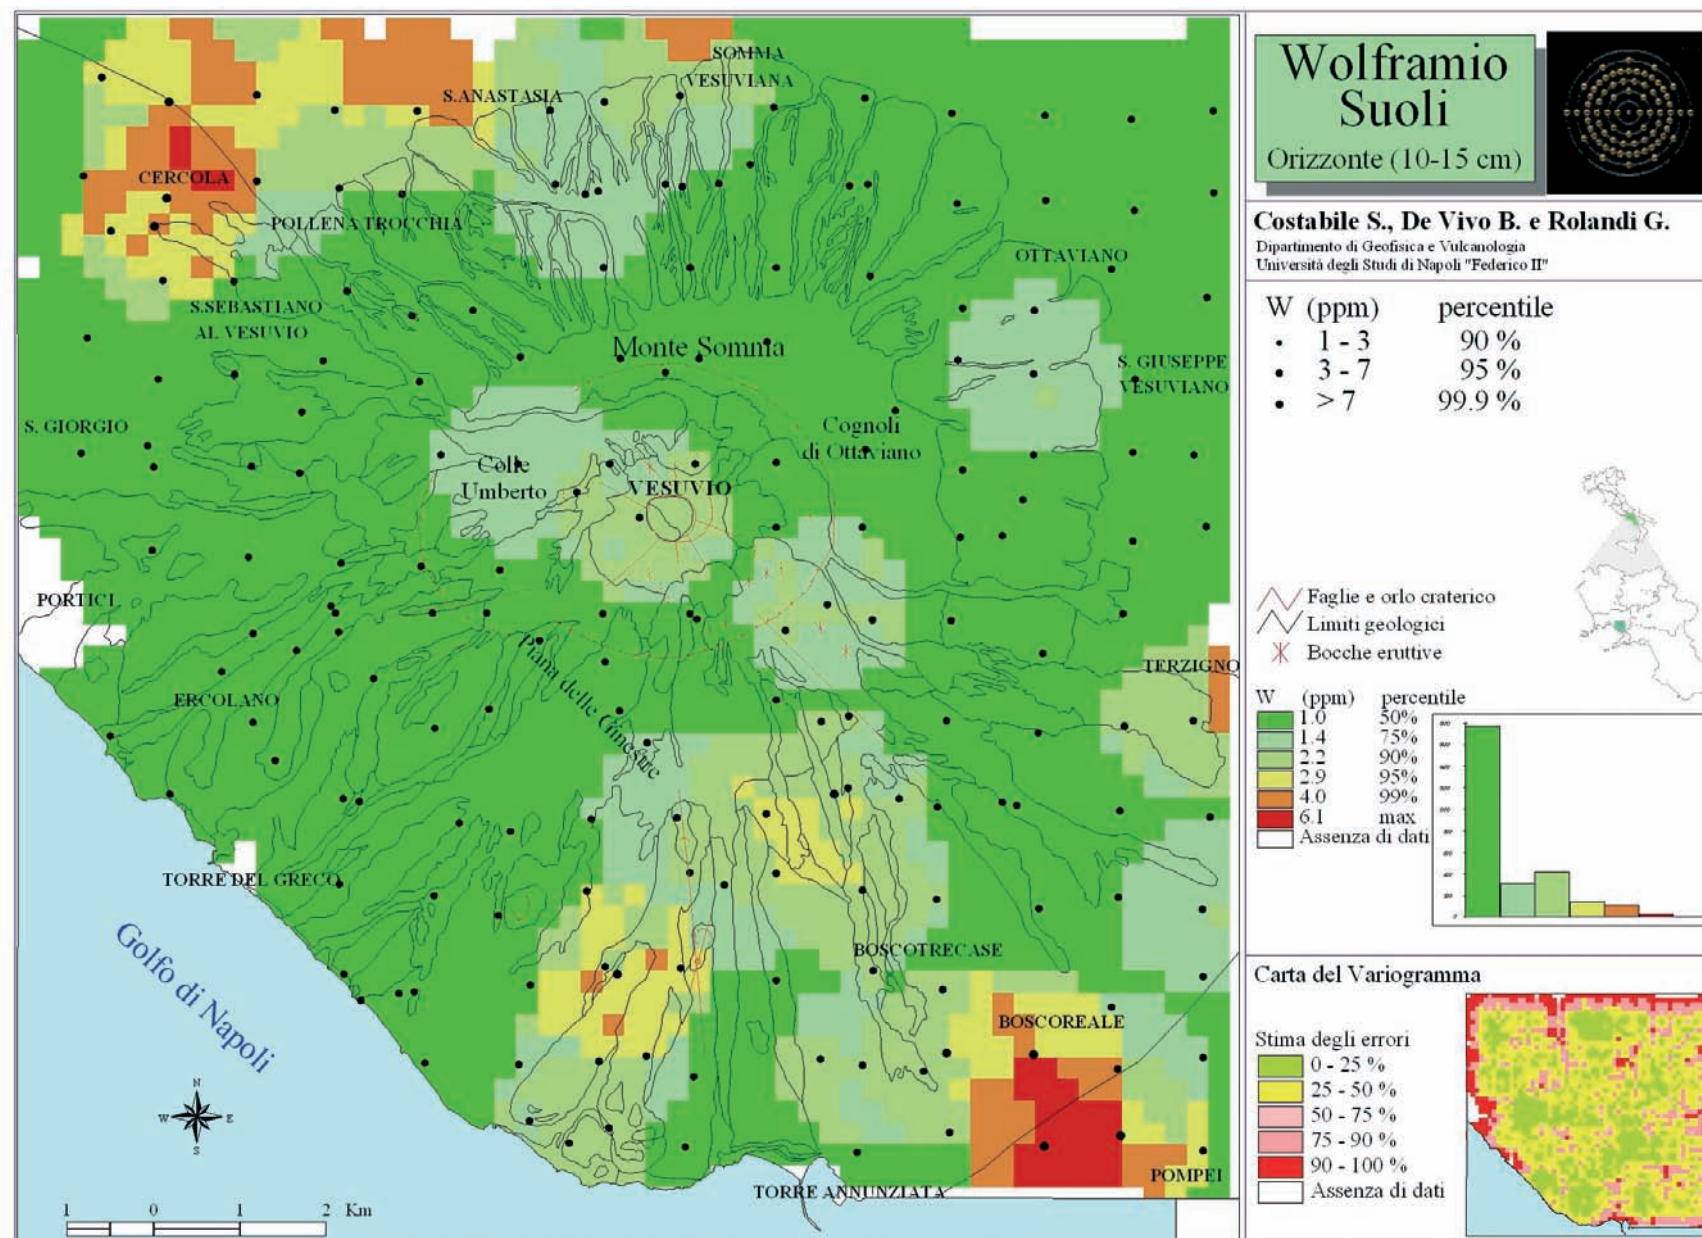 Wolframio
Suoli
Orizzonte (10-15 cm)
Costabile S., De Vivo B. e Rolandi G.
Dipartimento di Geofisica e Vulcanologia
Università degli Studi di Napoli "Federico II"
W (ppm) percentile
1 - 3 90 %
3 - 7 95 %
> 7 99.9 %
Faglie e orlo craterico
Limiti geologici
Bocche eruttive
W (ppm) percentile
1.0 50%
1.4 75%
2.2 90%
2.9 95%
4.0 99%
6.1 max
Assenza di dati
Carta del Variogramma
Stima degli errori
0 - 25 %
25 - 50 %
50 - 75 %
75 - 90 %
90 - 100 %
Assenza di dati
SOMMA
VESUVIANA
S.ANASTASIA
CERCOLA
POLLENA TROCCHIA
OTTAVIANO
S.SEBASTIANO
AL VESUVIO
Monte Somma
S. GIUSEPPE
VESUVIANO
S. GIORGIO
Cognoli
di Ottaviano
Colle
Umberto
VESUVIO
PORTICI
TERZIGNO
Piana delle Ginestre
ERCOLANO
TORRE DEL GRECO
Golfo di Napoli
BOSCOTRECASE
BOSCOREALE
POMPEI
TORRE ANNUNZIATA
N
W E
S
1 0 1 2 Km